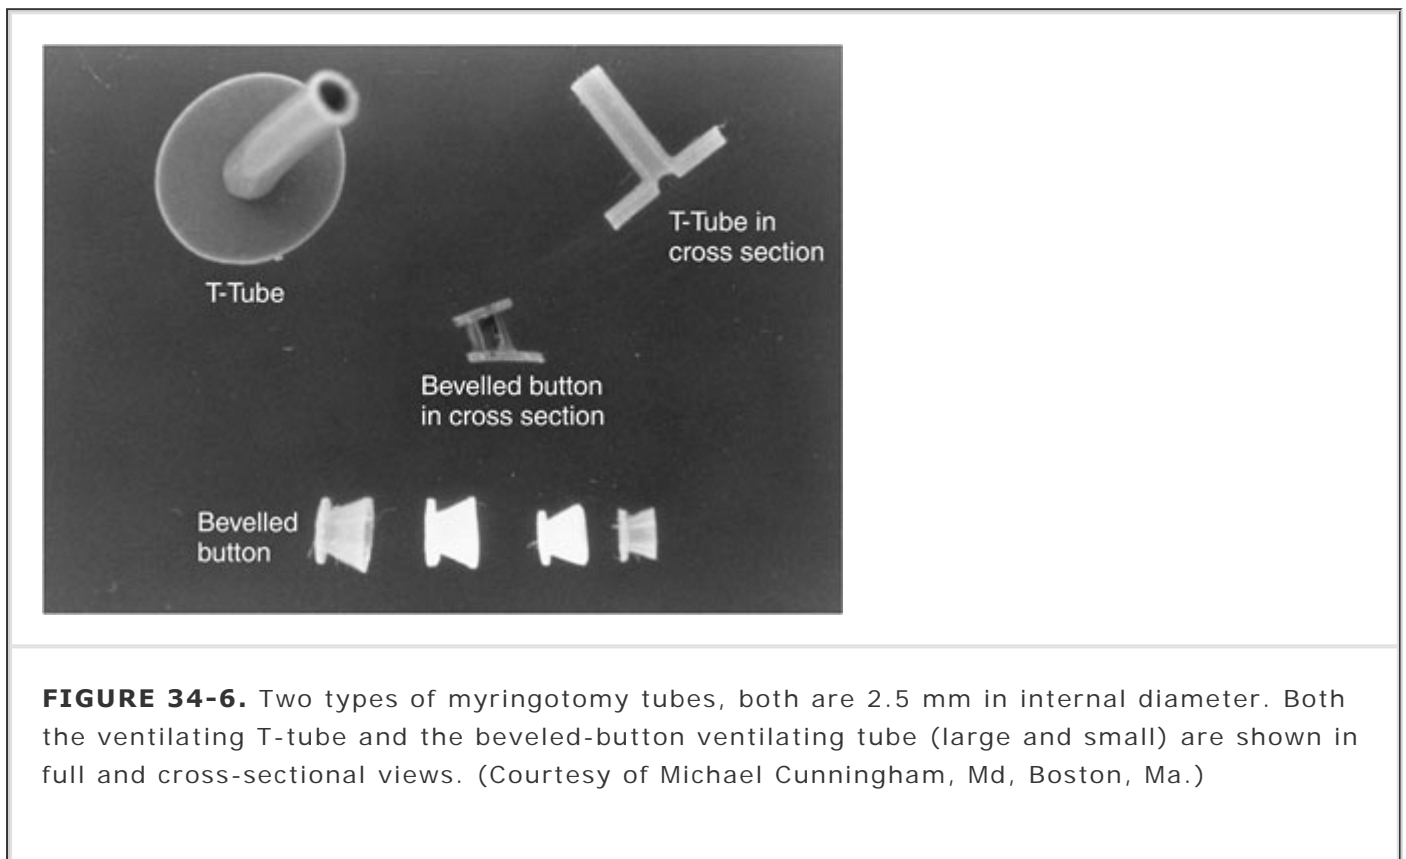 T-Tube
T-Tube in
cross section
Bevelled button
in cross section
Bevelled
button
FIGURE 34-6. Two types of myringotomy tubes, both are 2.5 mm in internal diameter. Both
the ventilating T-tube and the beveled-button ventilating tube (large and small) are shown in
full and cross-sectional views. (Courtesy of Michael Cunningham, Md, Boston, Ma.)